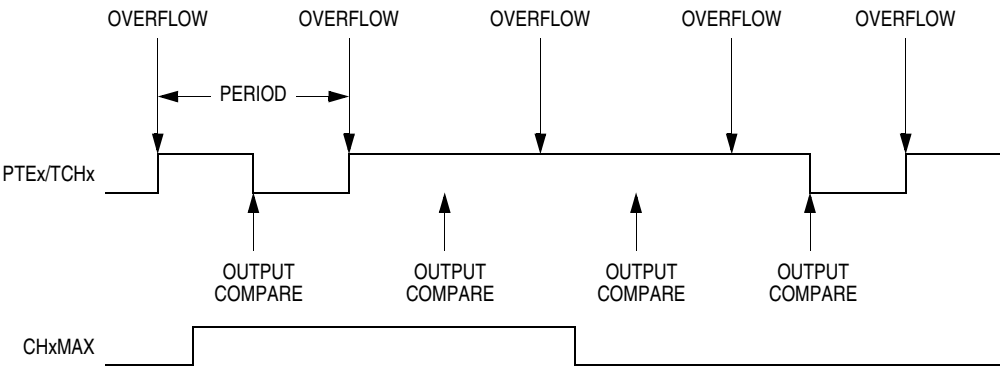 OVERFLOW OVERFLOW OVERFLOW OVERFLOW OVERFLOW
PERIOD
PTEx/TCHx
OUTPUT COMPARE
OUTPUT COMPARE
OUTPUT COMPARE
OUTPUT COMPARE
CHxMAX